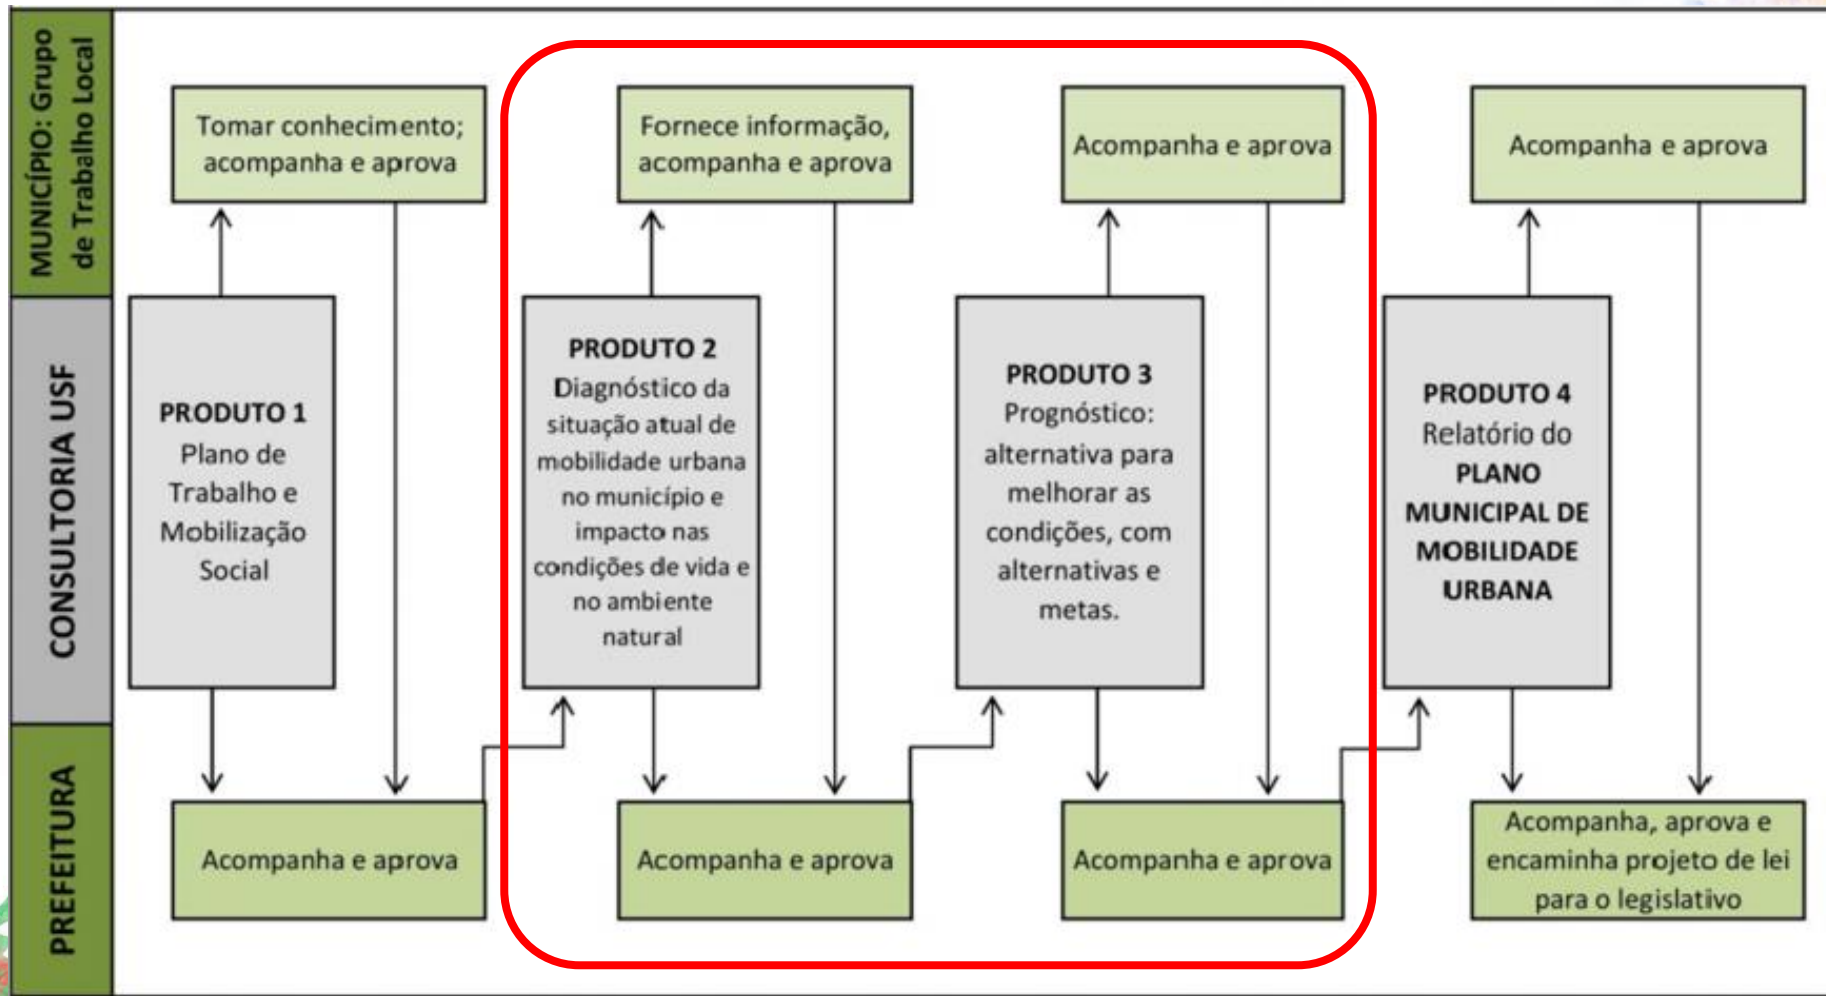 MUNICÍPIO: Grupo
de Trabalho Local
Tomar conhecimento;
acompanha e aprova
Fornece informação,
acompanha e aprova
Acompanha e aprova
Acompanha e aprova
CONSULTORIA USF
PRODUTO 1
Plano de
Trabalho e
Mobilização
Social
PRODUTO 2
Diagnóstico da
situação atual de
mobilidade urbana
no município e
impacto nas
condições de vida e
no ambiente
natural
PRODUTO 3
Prognóstico:
alternativa para
melhorar as
condições, com
alternativas e
metas.
PRODUTO 4
Relatório do
PLANO
MUNICIPAL DE
MOBILIDADE
URBANA
PREFEITURA
Acompanha e aprova
Acompanha e aprova
Acompanha e aprova
Acompanha, aprova e
encaminha projeto de lei
para o legislativo